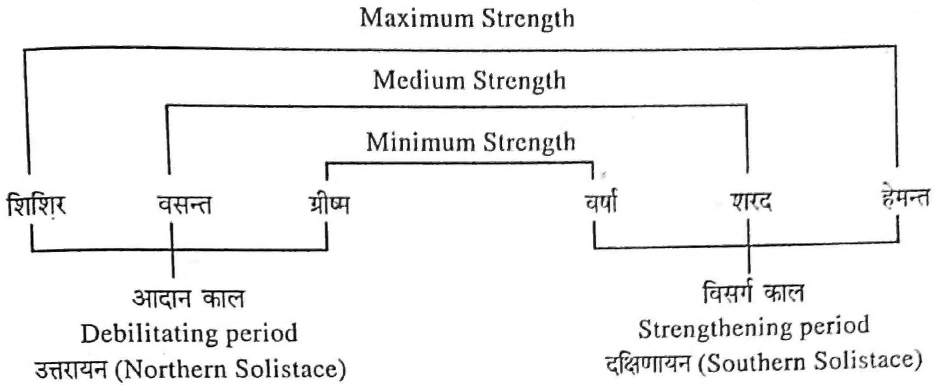 Maximum Strength
Medium Strength
Minimum Strength
शिशिर वसन्त ग्रीष्म वर्षा शरद हेमन्त
आदान काल विसर्ग काल
Debilitating period Strengthening period
उत्तरायन (Northern Solistace) दक्षिणायन (Southern Solistace)